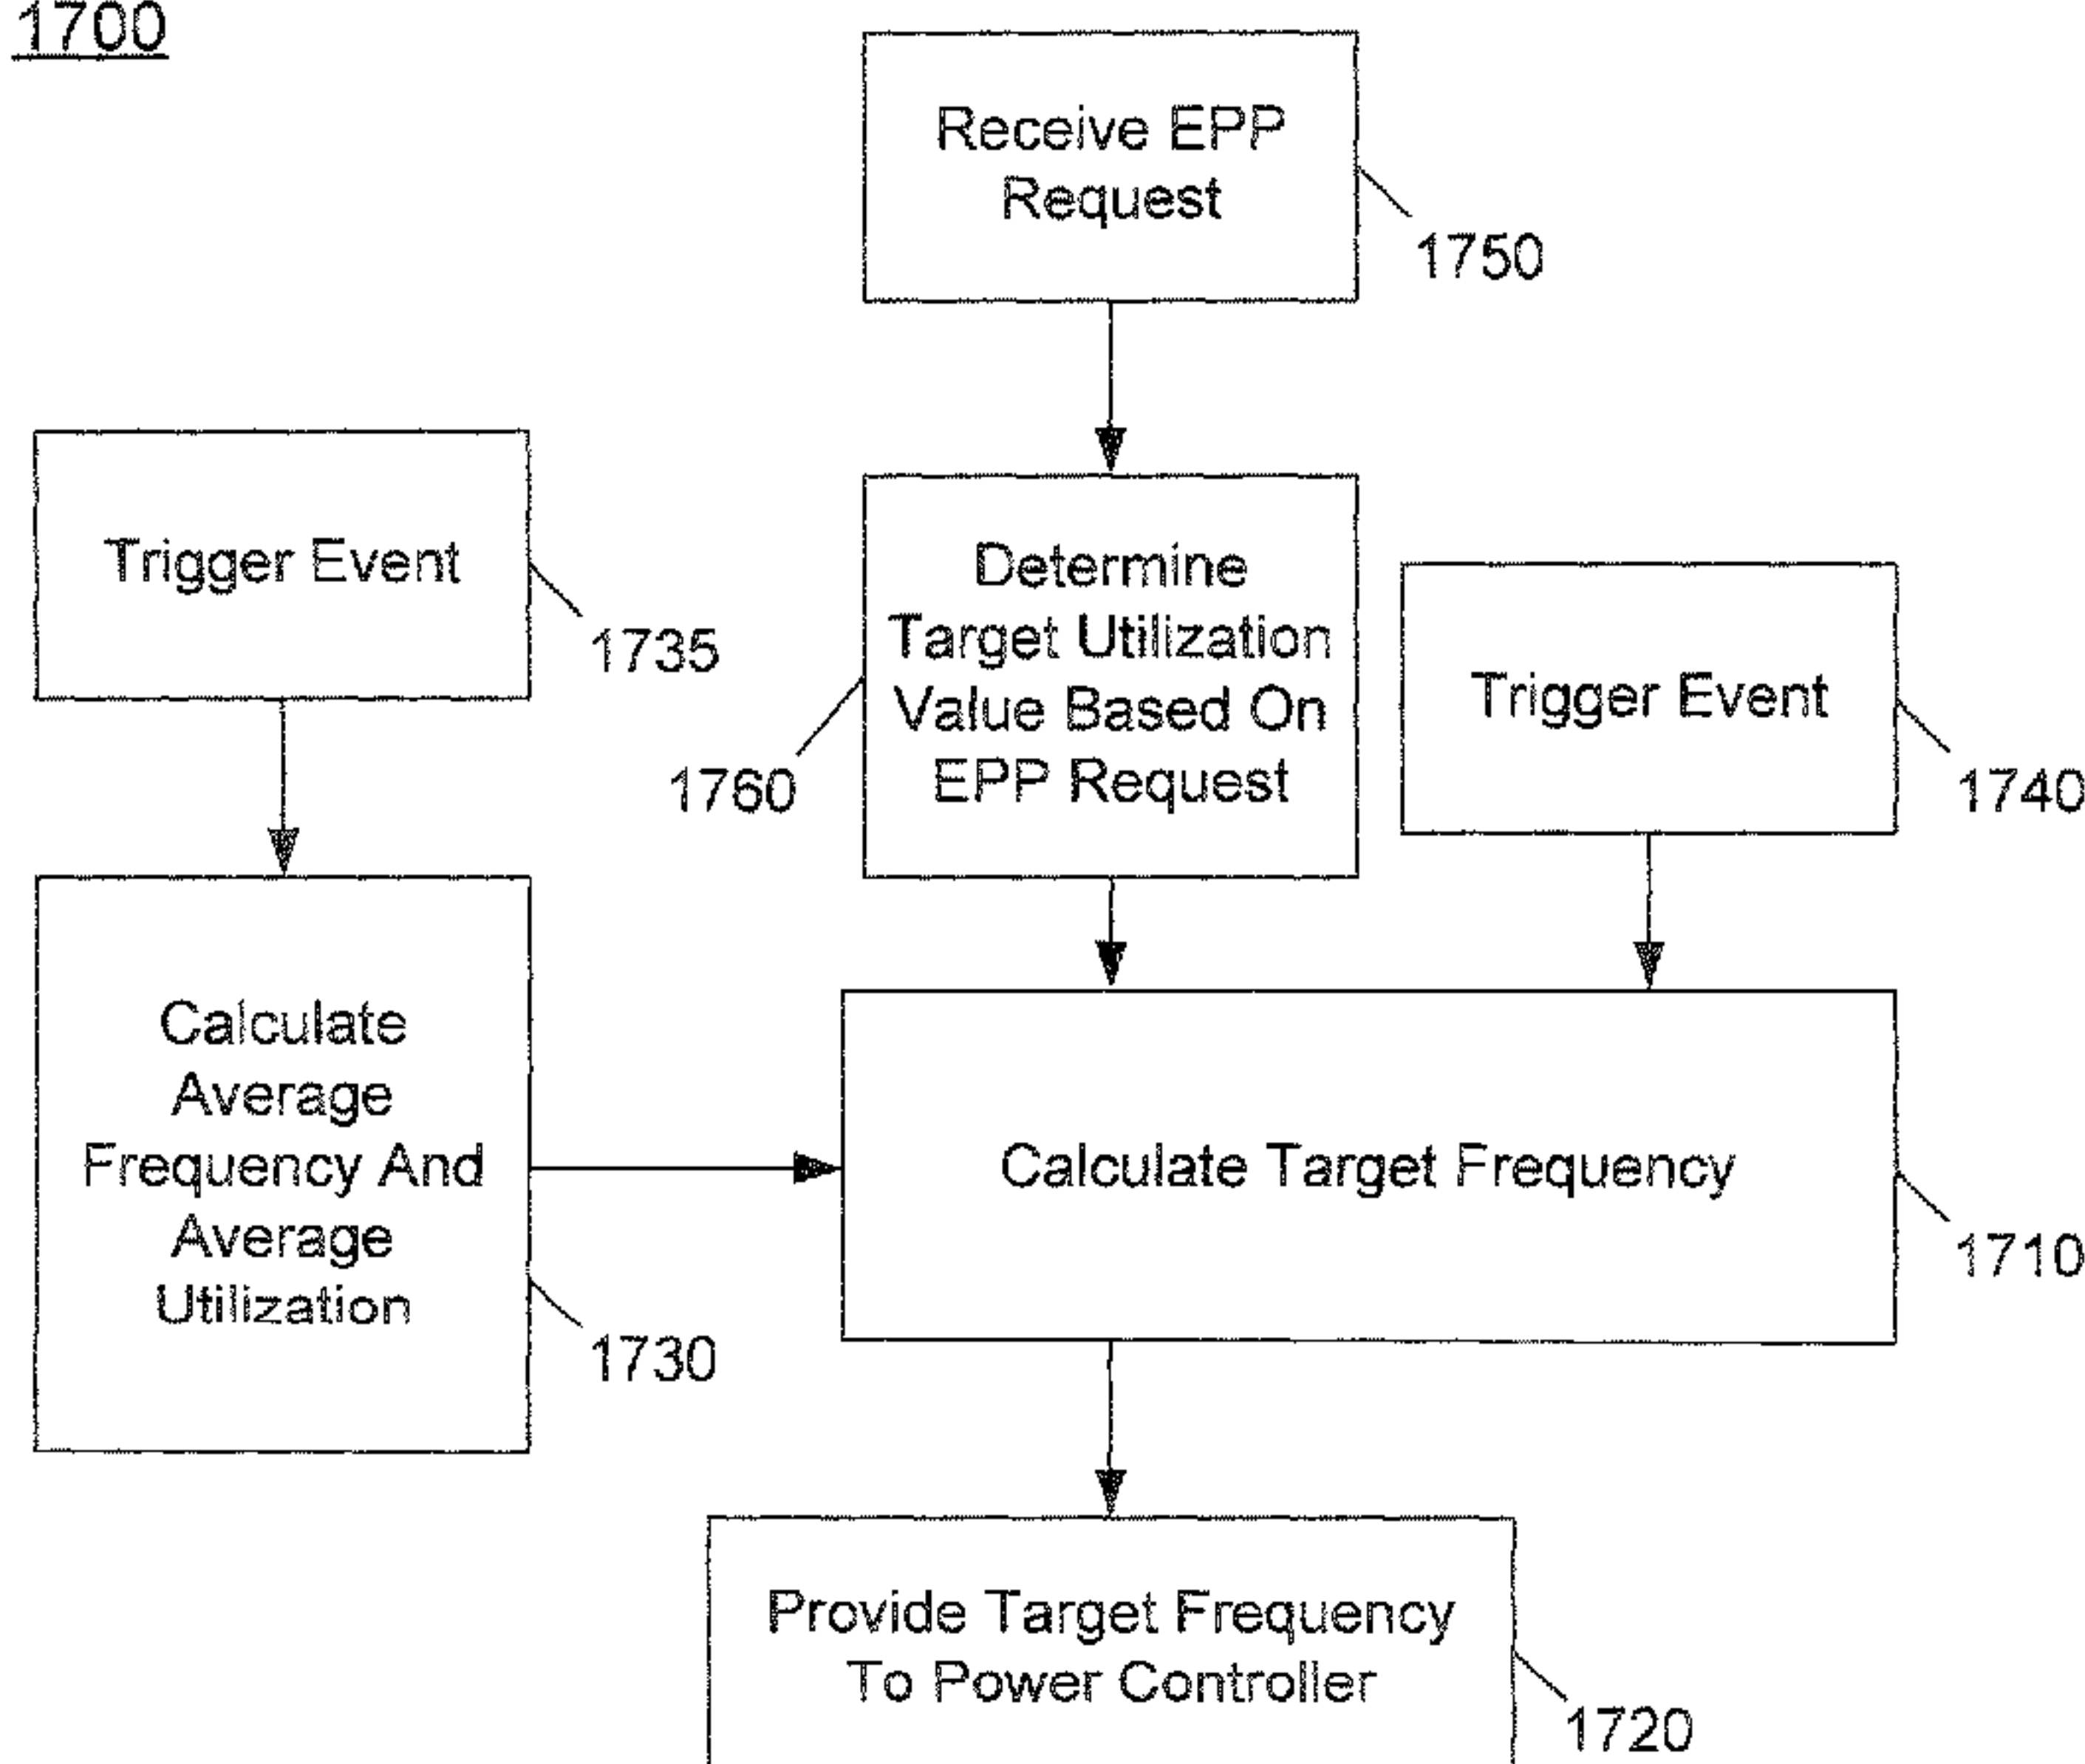 1700
Receive EPP
Request
1750
Trigger Event
1735
Determine
Target Utilization
Value Based On
EPP Request
1760
Trigger Event
1740
Calculate
Average
Frequency And
Average
Utilization
1730
Calculate Target Frequency
1710
Provide Target Frequency
To Power Controller
1720